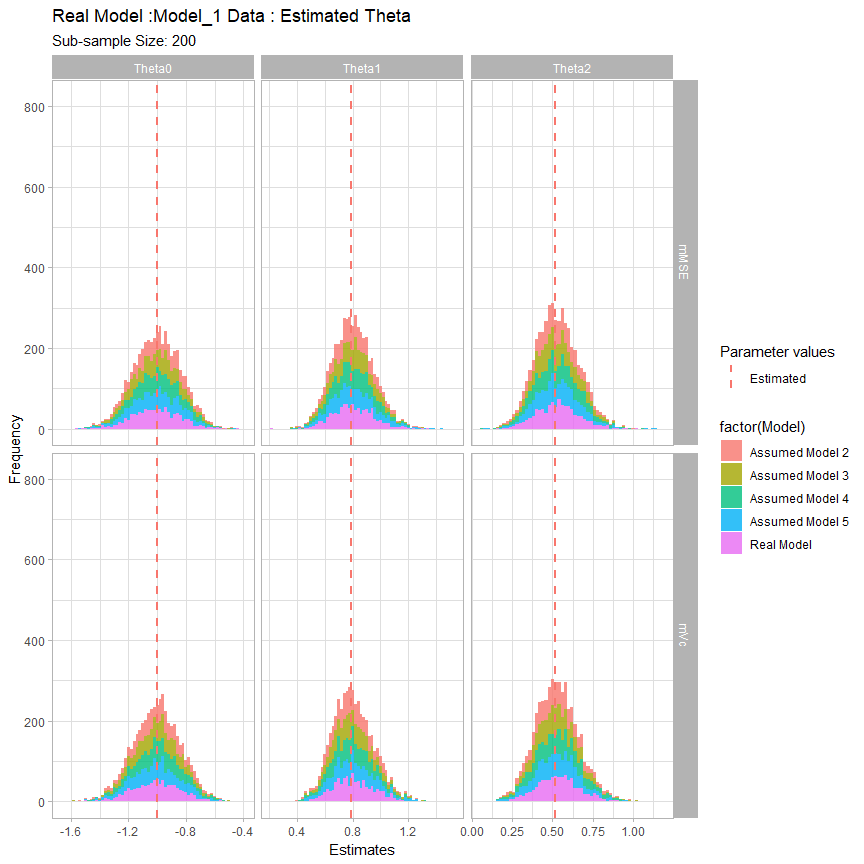 Real Model :Model_1 Data : Estimated Theta
Sub-sample Size: 200
Theta0 Theta1 Theta2
800
600
400
200
0
mMSE
800
600
400
200
0
mVc
Frequency
-1.6 -1.2 -0.8 -0.4 0.4 0.8 1.2 0.00 0.25 0.50 0.75 1.00
Estimates
Parameter values
Estimated
factor(Model)
Assumed Model 2
Assumed Model 3
Assumed Model 4
Assumed Model 5
Real Model